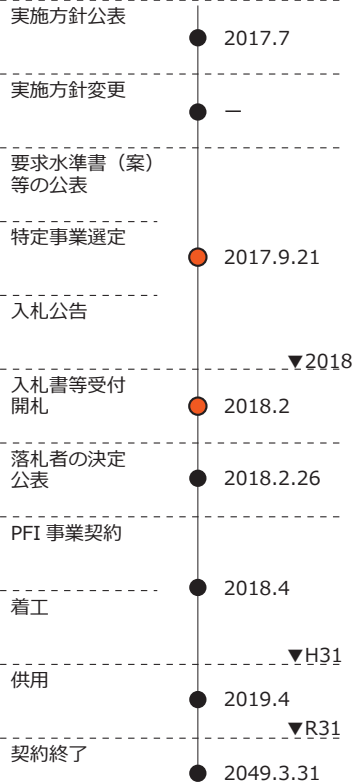 実施方針公表
2017.7
実施方針変更
—
要求水準書（案）
等の公表
特定事業選定
2017.9.21
入札公告
▼2018
入札書等受付
開札
2018.2
落札者の決定
公表
2018.2.26
PFI 事業契約
2018.4
着工
▼H31
供用
2019.4
▼R31
契約終了
2049.3.31